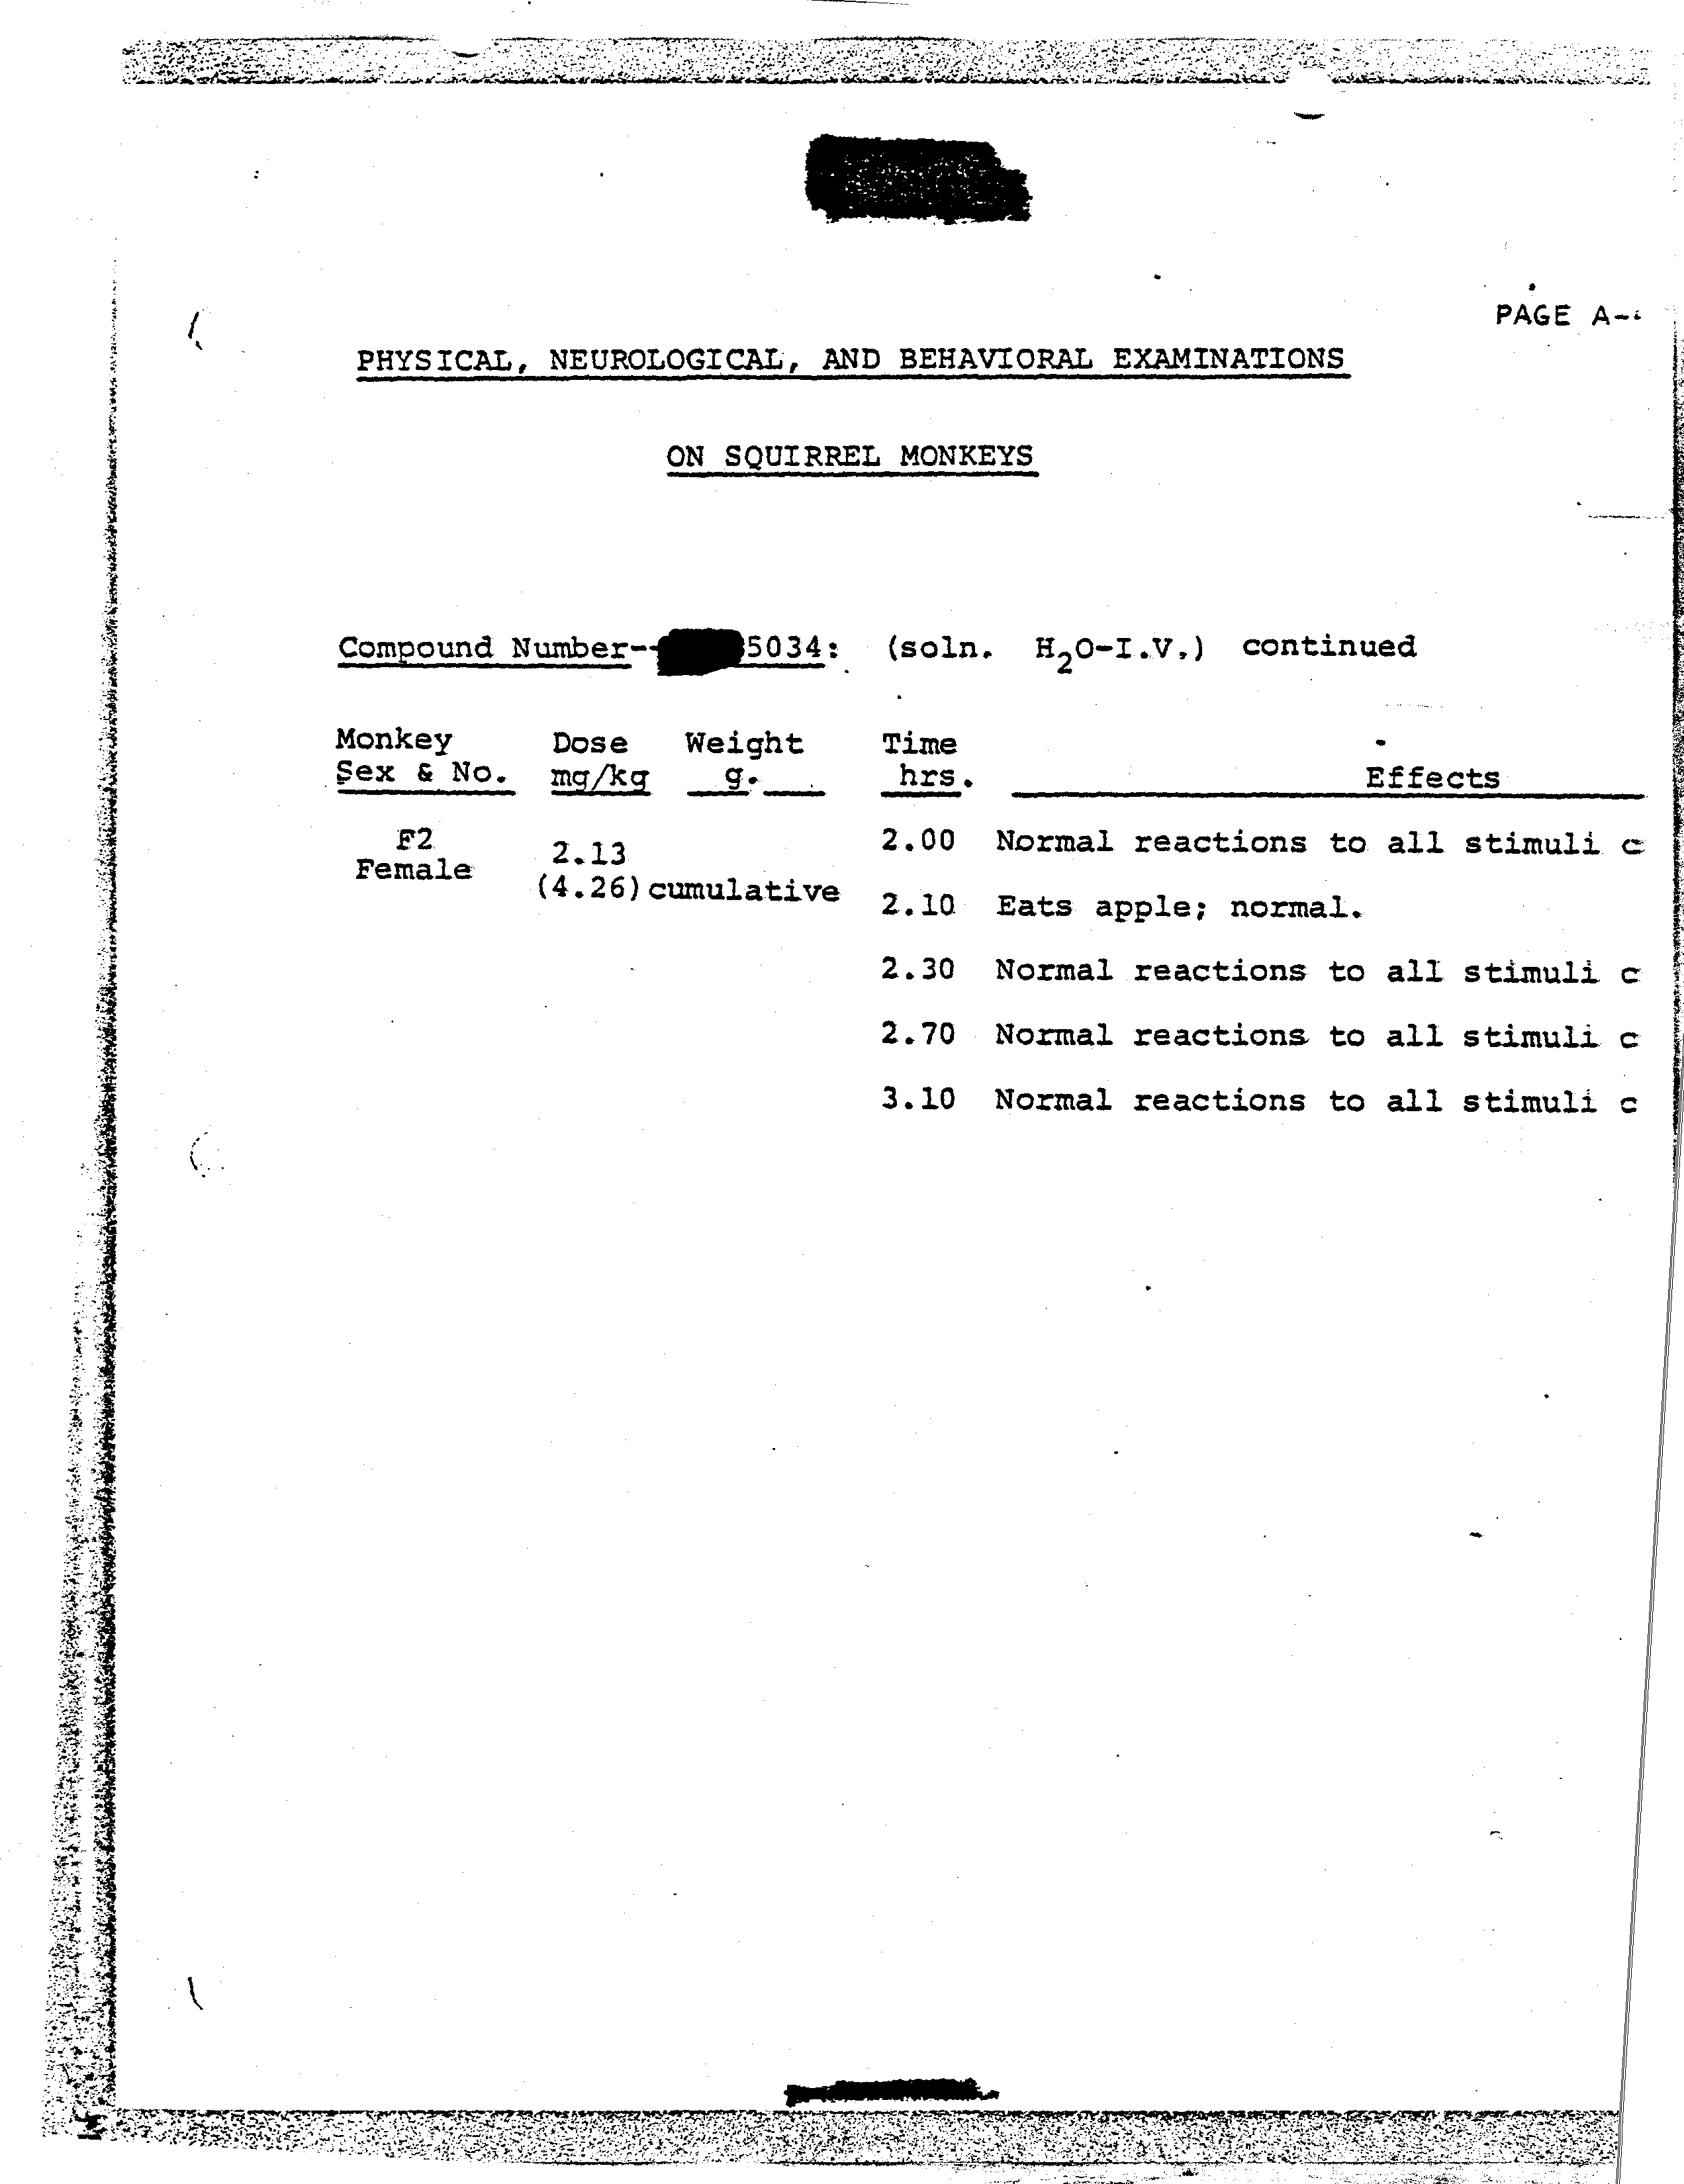 PAGE A-
PHYSICAL, NEUROLOGICAL, AND BEHAVIORAL EXAMINATIONS
ON SQUIRREL MONKEYS
Compound Number-- 5034: (soln. H2O-I.V.) continued
Monkey Dose Weight Time
Sex & No. mg/kg g. hrs. Effects
F2 2.13 2.00 Normal reactions to all stimuli c
Female (4.26) cumulative
2.10 Eats apple; normal.
2.30 Normal reactions to all stimuli c
2.70 Normal reactions to all stimuli c
3.10 Normal reactions to all stimuli c